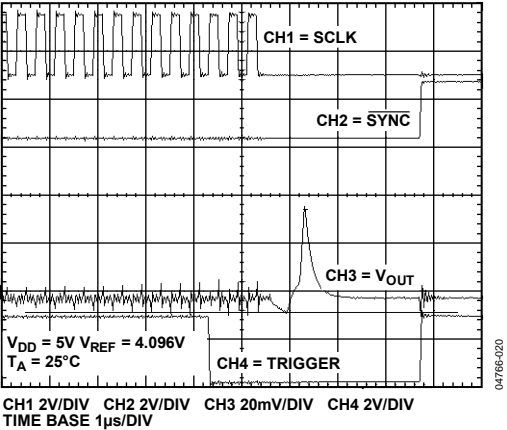 CH1 = SCLK
CH2 = S̅Y̅N̅C̅
CH3 = VOUT
VDD = 5V VREF = 4.096V
TA = 25°C
CH4 = TRIGGER
CH1 2V/DIV CH2 2V/DIV CH3 20mV/DIV CH4 2V/DIV
TIME BASE 1µs/DIV
04766-020